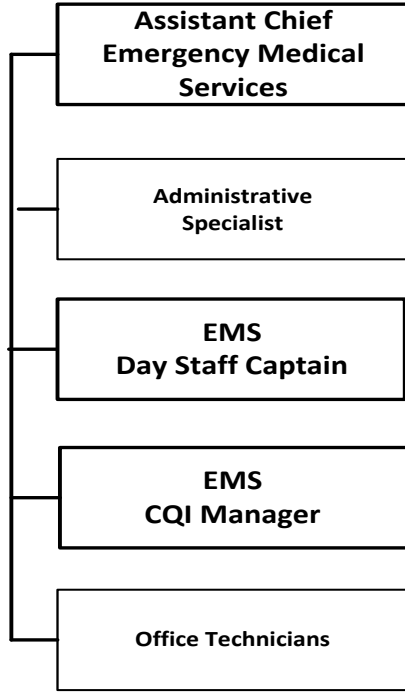 Assistant Chief
Emergency Medical
Services
Administrative
Specialist
EMS
Day Staff Captain
EMS
CQI Manager
Office Technicians